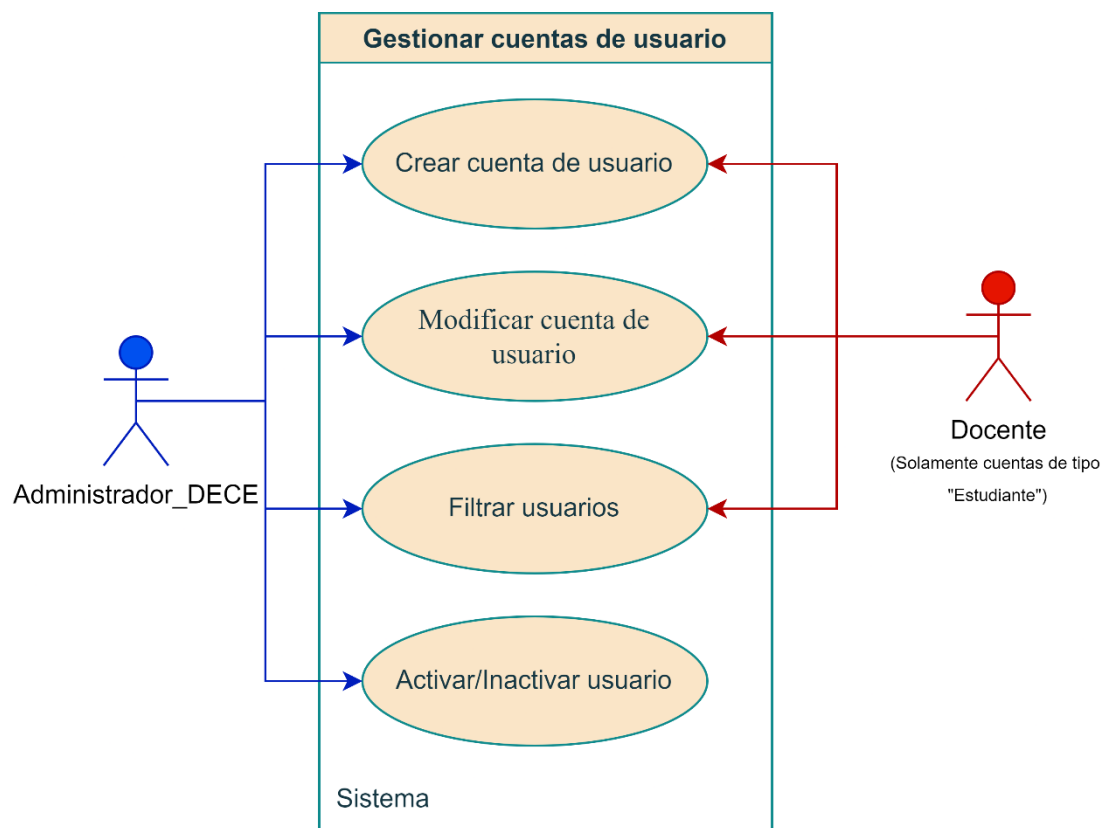 Gestionar cuentas de usuario
Crear cuenta de usuario
Modificar cuenta de
usuario
Filtrar usuarios
Activar/Inactivar usuario
Sistema
Administrador_DECE
Docente
(Solamente cuentas de tipo
"Estudiante")